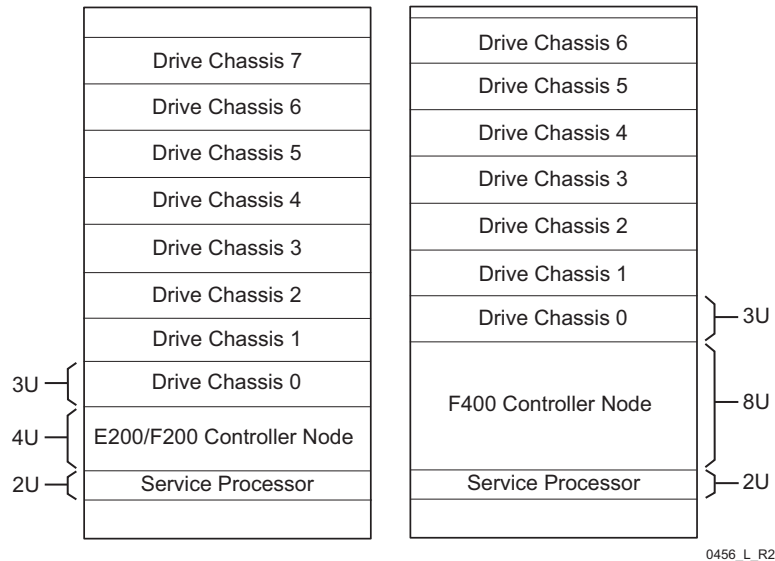 Drive Chassis 7
Drive Chassis 6
Drive Chassis 5
Drive Chassis 4
Drive Chassis 3
Drive Chassis 2
Drive Chassis 1
3U
Drive Chassis 0
4U
E200/F200 Controller Node
2U
Service Processor
Drive Chassis 6
Drive Chassis 5
Drive Chassis 4
Drive Chassis 3
Drive Chassis 2
Drive Chassis 1
Drive Chassis 0
3U
F400 Controller Node
8U
Service Processor
2U
0456_L_R2